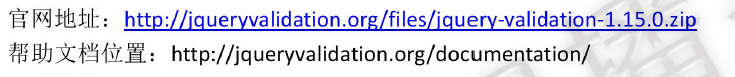 官网地址：http://jqueryvalidation.org/files/jquery-validation-1.15.0.zip
帮助文档位置：http://jqueryvalidation.org/documentation/